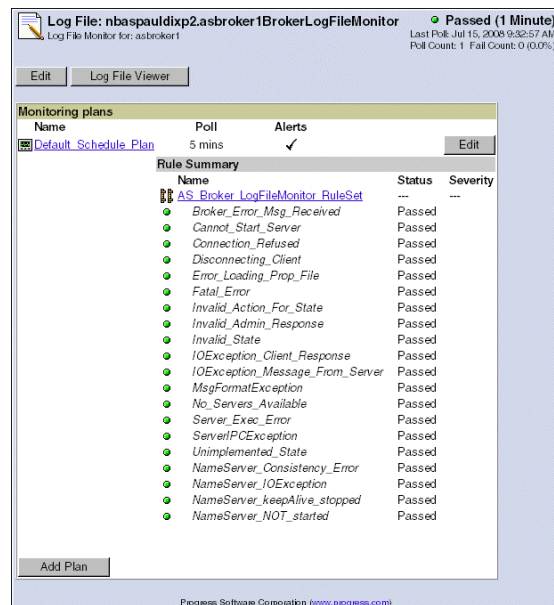 Log File: nbaspauldixp2.asbroker1BrokerLogFileMonitor
Log File Monitor for: asbroker1
Passed (1 Minute)
Last Poll: Jul 15, 2008 9:32:57 AM
Poll Count: 1 Fail Count: 0 (0.0%)
Edit Log File Viewer
Monitoring plans
Name Poll Alerts
Default_Schedule_Plan 5 mins ✓ Edit
Rule Summary
Name Status Severity
AS_Broker_LogFileMonitor_RuleSet --- ---
Broker_Error_Msg_Received Passed
Cannot_Start_Server Passed
Connection_Refused Passed
Disconnecting_Client Passed
Error_Loading_Prop_File Passed
Fatal_Error Passed
Invalid_Action_For_State Passed
Invalid_Admin_Response Passed
Invalid_State Passed
IOException_Client_Response Passed
IOException_Message_From_Server Passed
MsgFormatException Passed
No_Servers_Available Passed
Server_Exec_Error Passed
ServerIPCException Passed
Unimplemented_State Passed
NameServer_Consistency_Error Passed
NameServer_IOException Passed
NameServer_keepAlive_stopped Passed
NameServer_NOT_started Passed
Add Plan
Progress Software Corporation (www.progress.com)